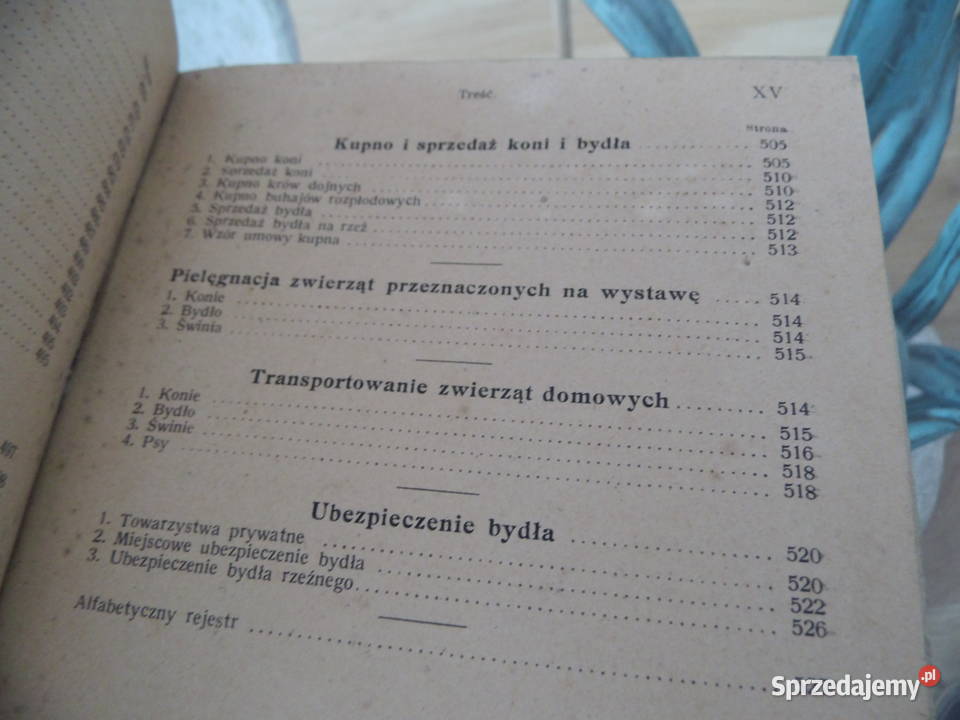 Treść
XV
Strona
Kupno i sprzedaż koni i bydła 505
1. Kupno koni 505
2. Sprzedaż koni 510
3. Kupno krów dojnych 510
4. Kupno buhajów rozpłodowych 512
5. Sprzedaż bydła 512
6. Sprzedaż bydła na rzeź 512
7. Wzór umowy kupna 513
Pielęgnacja zwierząt przeznaczonych na wystawę 514
1. Konie 514
2. Bydło 514
3. Świnia 515
Transportowanie zwierząt domowych 514
1. Konie 515
2. Bydło 516
3. Świnie 518
4. Psy 518
Ubezpieczenie bydła 520
1. Towarzystwa prywatne 520
2. Miejscowe ubezpieczenie bydła 522
3. Ubezpieczenie bydła rzeźnego 526
Alfabetyczny rejestr
Sprzedajemy.pl